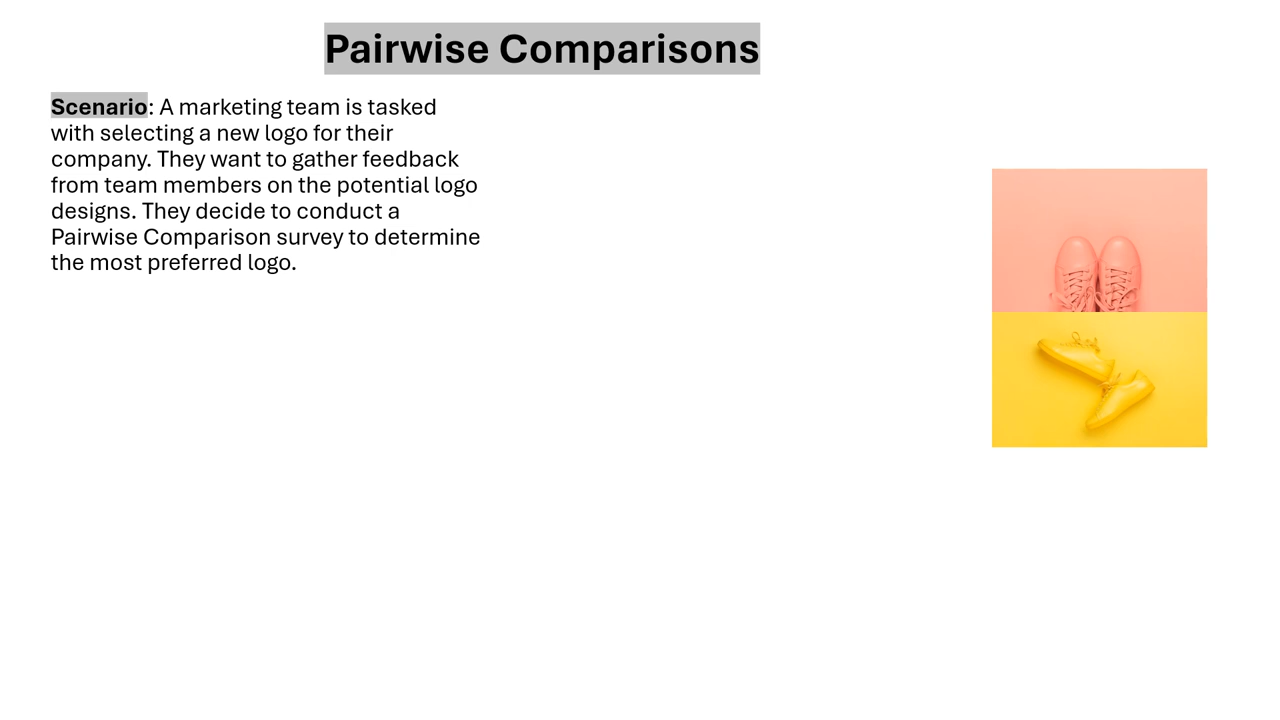 Pairwise Comparisons
Scenario: A marketing team is tasked
with selecting a new logo for their
company. They want to gather feedback
from team members on the potential logo
designs. They decide to conduct a
Pairwise Comparison survey to determine
the most preferred logo.